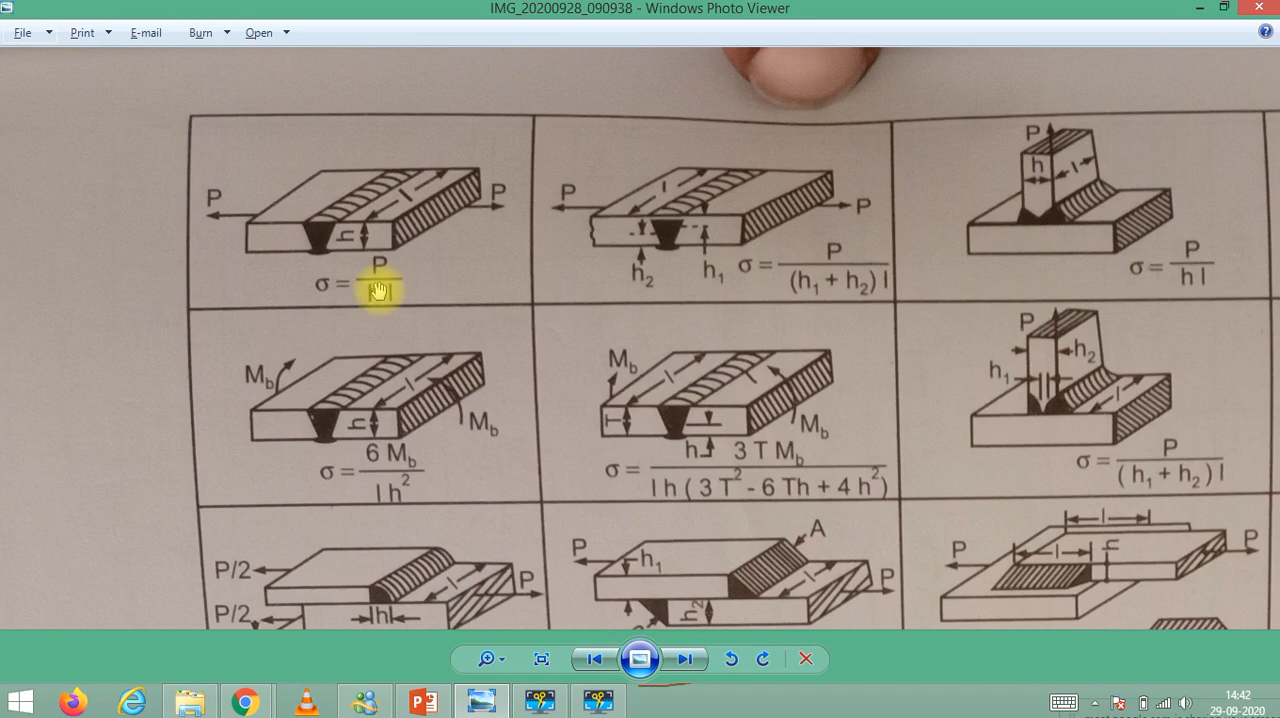 IMG_20200928_090938 - Windows Photo Viewer
File Print E-mail Burn Open
P P l h
σ = P / h l
P P l h₂ h₁
σ = P / (h₁ + h₂) l
P h l
σ = P / h l
M_b M_b l h
σ = 6 M_b / l h²
M_b M_b l T h
σ = 3 T M_b / l h ( 3 T² - 6 Th + 4 h² )
P h₁ h₂ l
σ = P / ( h₁ + h₂ ) l
P/2 P/2 P l h
P P A h₁ h₂ l
P P l l h
14:42
29-09-2020